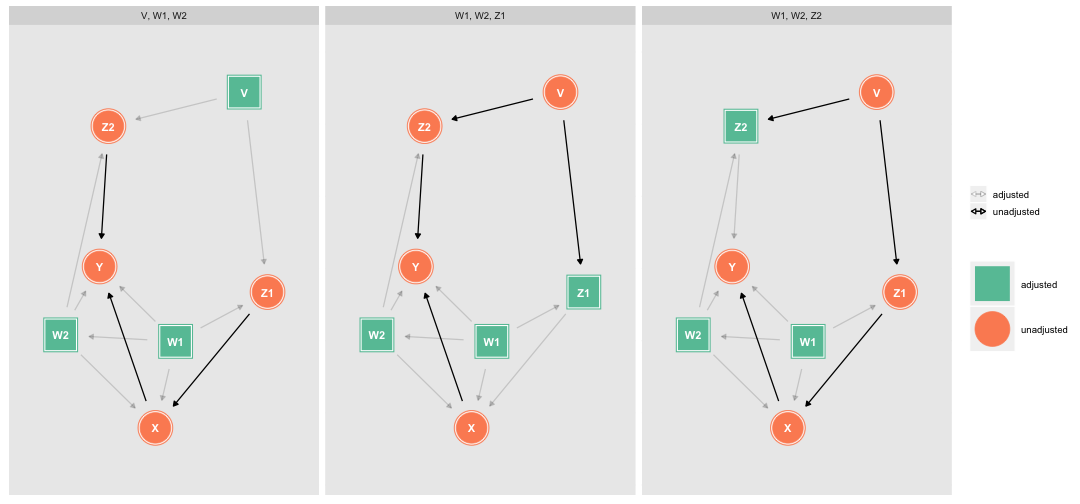 V, W1, W2
W1, W2, Z1
W1, W2, Z2
V
Z2
Y
Z1
W2
W1
X
V
Z2
Y
Z1
W2
W1
X
V
Z2
Y
Z1
W2
W1
X
adjusted
unadjusted
adjusted
unadjusted